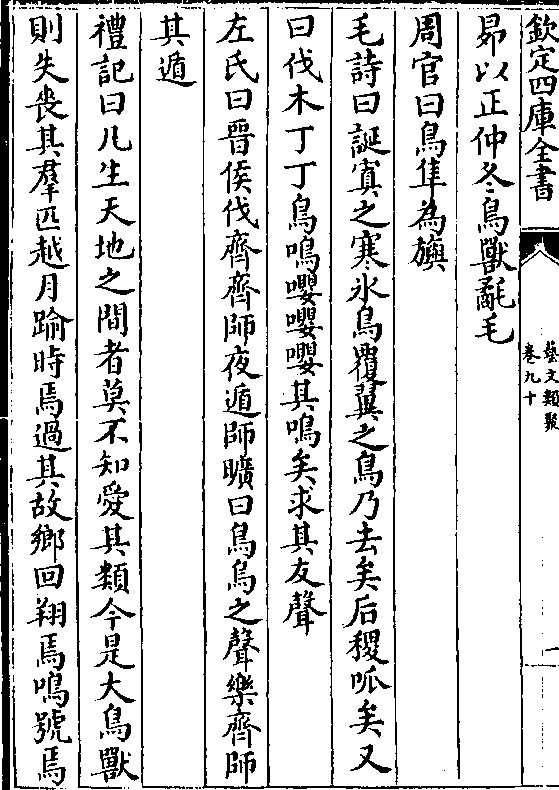 欽定四庫全書
藝文類聚
卷九十
一
昴以正仲冬鳥獸氄毛
周官曰鳥隼為旟
毛詩曰誕寘之寒氷鳥覆翼之鳥乃去矣后稷呱矣又
曰伐木丁丁鳥鳴嚶嚶嚶其鳴矣求其友聲
左氏曰晉侯伐齊齊師夜遁師曠曰鳥烏之聲樂齊師
其遁
禮記曰凡生天地之間者莫不知愛其類今是大鳥獸
則失喪其羣匹越月踰時焉過其故鄉回翔焉鳴號焉